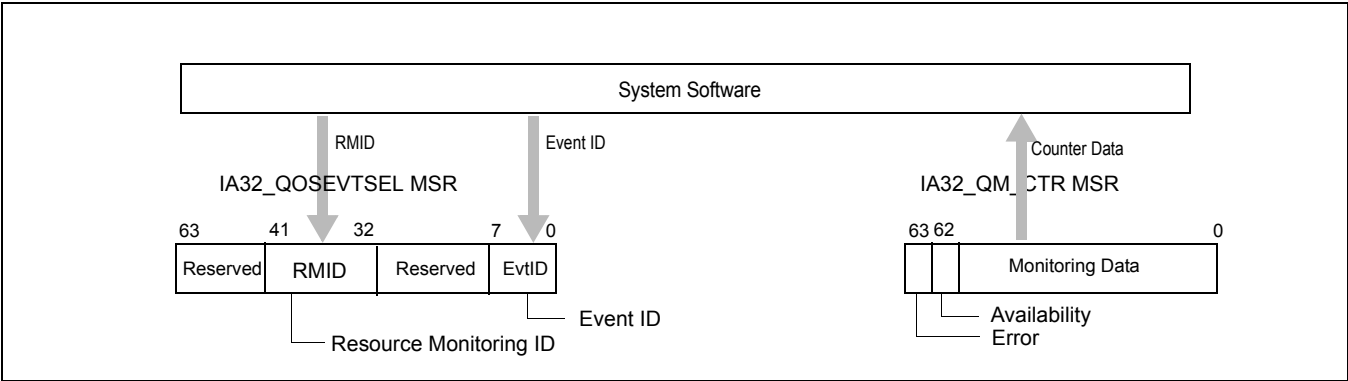 System Software
RMID
Event ID
Counter Data
IA32_QOSEVTSEL MSR
IA32_QM_CTR MSR
63 41 32 7 0
63 62 0
Reserved RMID Reserved EvtID
Monitoring Data
Event ID
Resource Monitoring ID
Availability
Error